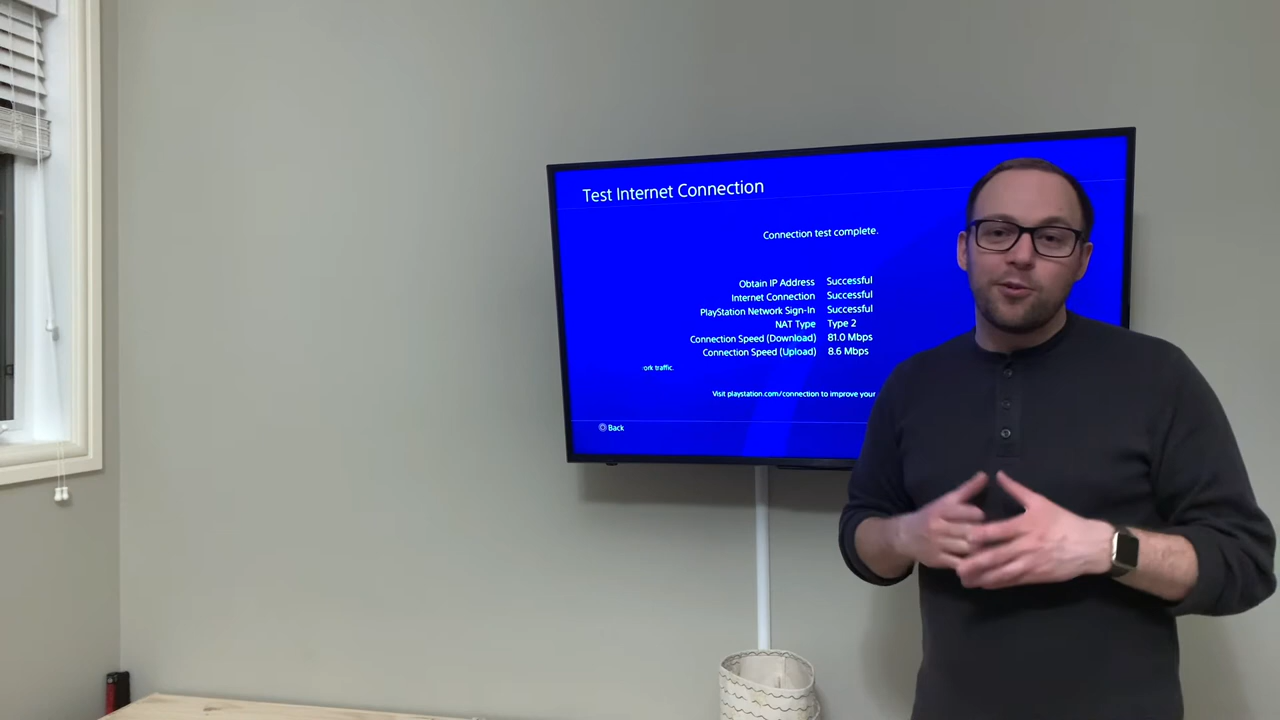 Test Internet Connection
Connection test complete.
Obtain IP Address Successful
Internet Connection Successful
PlayStation Network Sign-In Successful
NAT Type Type 2
Connection Speed (Download) 81.0 Mbps
Connection Speed (Upload) 8.6 Mbps
ork traffic.
Visit playstation.com/connection to improve your
Back